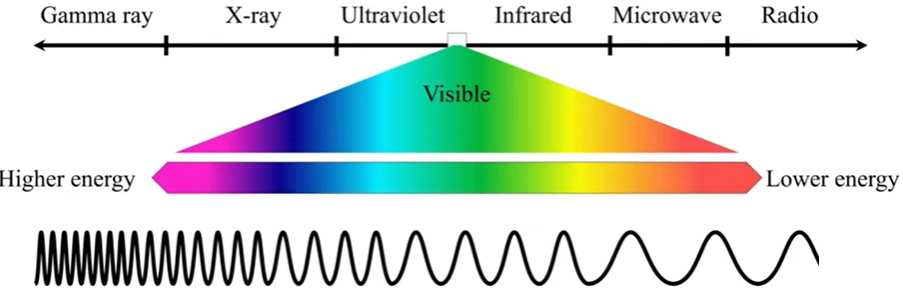 Gamma ray X-ray Ultraviolet Infrared Microwave Radio
Visible
Higher energy Lower energy